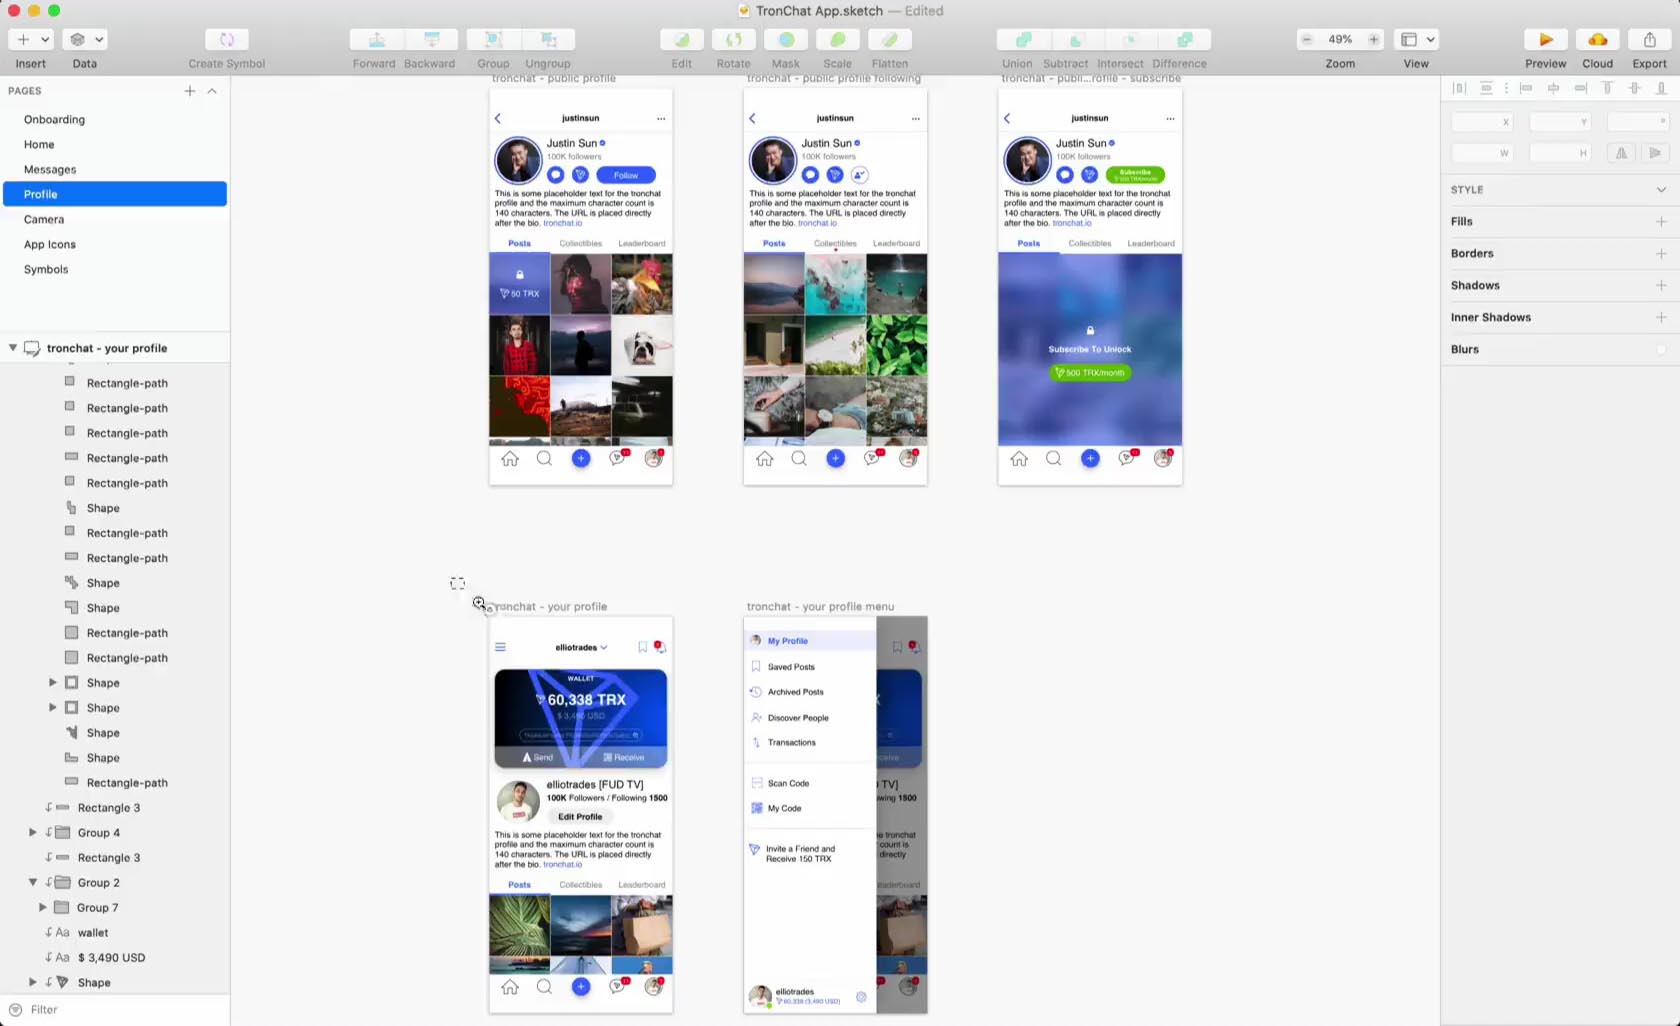 TronChat App.sketch — Edited
Insert
Data
Create Symbol
Forward
Backward
Group
Ungroup
Edit
Rotate
Mask
Scale
Flatten
Union
Subtract
Intersect
Difference
49%
Zoom
View
Preview
Cloud
Export
PAGES
Onboarding
Home
Messages
Profile
Camera
App Icons
Symbols
tronchat - your profile
Rectangle-path
Rectangle-path
Rectangle-path
Rectangle-path
Rectangle-path
Shape
Rectangle-path
Rectangle-path
Shape
Shape
Rectangle-path
Rectangle-path
Shape
Shape
Shape
Shape
Rectangle-path
Rectangle 3
Group 4
Rectangle 3
Group 2
Group 7
Aa wallet
Aa $ 3,490 USD
Shape
Filter
tronchat - public profile
justinsun
Justin Sun
100K followers
Follow
This is some placeholder text for the tronchat
profile and the maximum character count is
140 characters. The URL is placed directly
after the bio. tronchat.io
Posts
Collectibles
Leaderboard
50 TRX
tronchat - public profile following
justinsun
Justin Sun
100K followers
This is some placeholder text for the tronchat
profile and the maximum character count is
140 characters. The URL is placed directly
after the bio. tronchat.io
Posts
Collectibles
Leaderboard
tronchat - publi...rofile - subscribe
justinsun
Justin Sun
100K followers
Subscribe
This is some placeholder text for the tronchat
profile and the maximum character count is
140 characters. The URL is placed directly
after the bio. tronchat.io
Posts
Collectibles
Leaderboard
Subscribe To Unlock
500 TRX/month
tronchat - your profile
elliotrades
WALLET
60,338 TRX
$ 3,490 USD
Send
Receive
elliotrades [FUD TV]
100K Followers / Following 1500
Edit Profile
This is some placeholder text for the tronchat
profile and the maximum character count is
140 characters. The URL is placed directly
after the bio. tronchat.io
Posts
Collectibles
Leaderboard
tronchat - your profile menu
My Profile
Saved Posts
Archived Posts
Discover People
Transactions
Scan Code
My Code
Invite a Friend and
Receive 150 TRX
elliotrades
60,338 (3,490 USD)
TV]
wing 1500
e tronchat
count is
directly
eaderboard
X
Y
°
W
H
STYLE
Fills
Borders
Shadows
Inner Shadows
Blurs